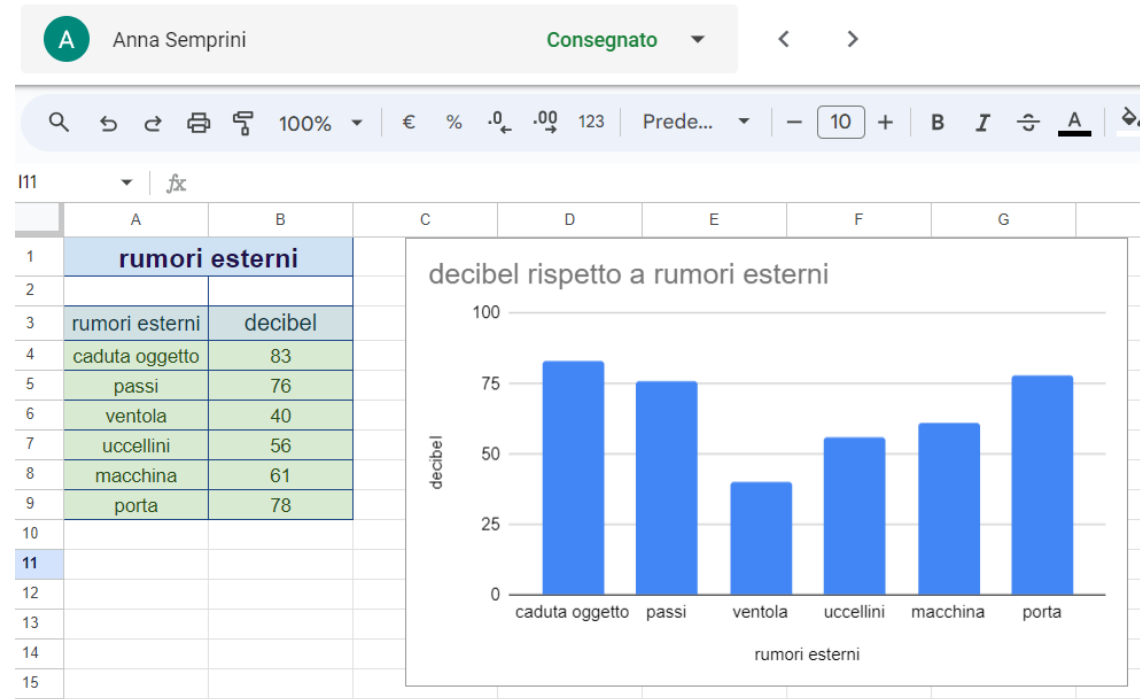 A Anna Semprini Consegnato
100% € % .0 .00 123 Prede... − 10 + B I S A
I11 fx
A B C D E F G
1 rumori esterni
2
3 rumori esterni decibel
4 caduta oggetto 83
5 passi 76
6 ventola 40
7 uccellini 56
8 macchina 61
9 porta 78
10
11
12
13
14
15
decibel rispetto a rumori esterni
100
75
50
25
0
decibel
caduta oggetto passi ventola uccellini macchina porta
rumori esterni